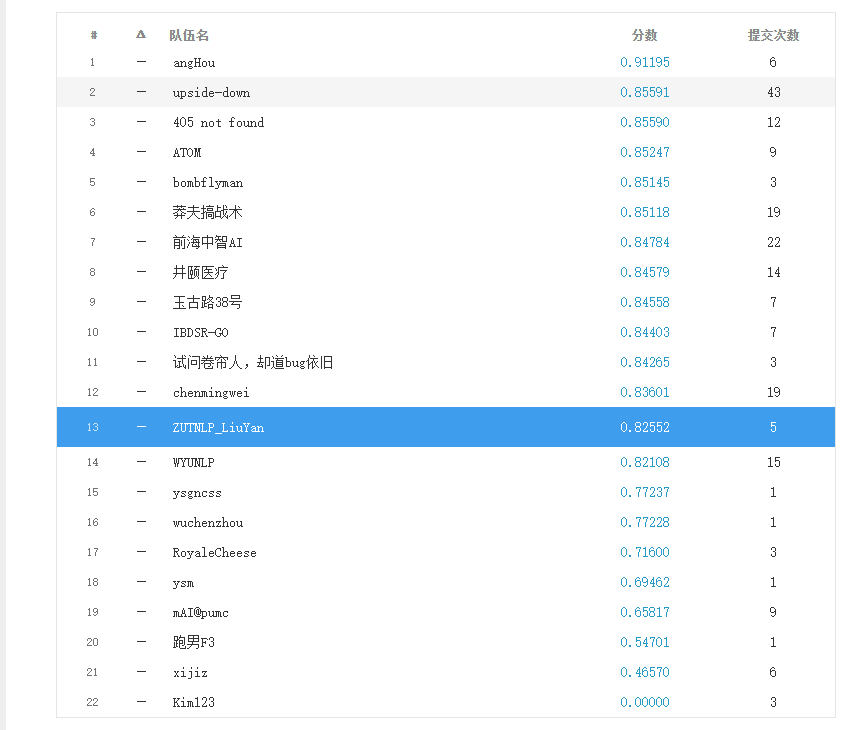 # Δ 队伍名 分数 提交次数
1 — angHou 0.91195 6
2 — upside-down 0.85591 43
3 — 405 not found 0.85590 12
4 — ATOM 0.85247 9
5 — bombflyman 0.85145 3
6 — 莽夫搞战术 0.85118 19
7 — 前海中智AI 0.84784 22
8 — 井颐医疗 0.84579 14
9 — 玉古路38号 0.84558 7
10 — IBDSR-GO 0.84403 7
11 — 试问卷帘人，却道bug依旧 0.84265 3
12 — chenmingwei 0.83601 19
13 — ZUTNLP_LiuYan 0.82552 5
14 — WYUNLP 0.82108 15
15 — ysgncss 0.77237 1
16 — wuchenzhou 0.77228 1
17 — RoyaleCheese 0.71600 3
18 — ysm 0.69462 1
19 — mAI@pumc 0.65817 9
20 — 跑男F3 0.54701 1
21 — xijiz 0.46570 6
22 — Kim123 0.00000 3